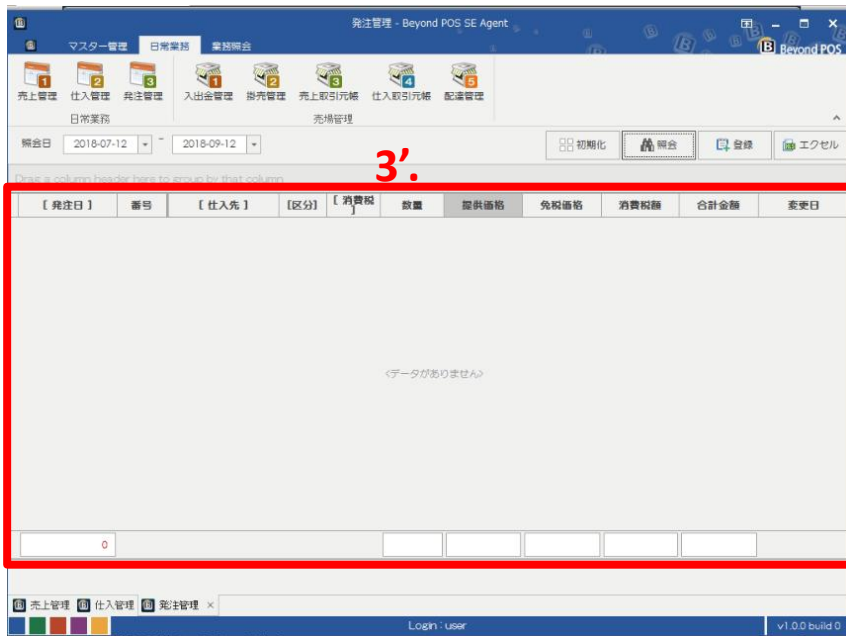 発注管理 - Beyond POS SE Agent
マスター管理 日常業務 業務照会
Beyond POS
1 2 3 1 2 3 4 5
売上管理 仕入管理 発注管理 入出金管理 掛売管理 売上取引元帳 仕入取引元帳 配達管理
日常業務 売場管理
照会日 2018-07-12 ~ 2018-09-12 初期化 照会 登録 エクセル
3′.
Drag a column header here to group by that column
[ 発注日 ] 番号 [ 仕入先 ] [区分] [ 消費税 ] 数量 提供価格 免税価格 消費税額 合計金額 変更日
<データがありません>
0
売上管理 仕入管理 発注管理 ×
Login : user v1.0.0 build 0